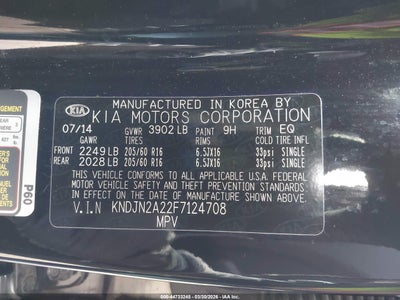 MANUFACTURED IN KOREA BY
KIA
KIA MOTORS CORPORATION
07/14 GVWR 3902 LB PAINT 9H TRIM EQ
GAWR TIRES RIMS COLD TIRE INFL
FRONT 2249 LB 205/60 R16 6.5JX16 33psi SINGLE
REAR 2028 LB 205/60 R16 6.5JX16 33psi SINGLE
THIS VEHICLE CONFORMS TO ALL APPLICABLE U.S. FEDERAL
MOTOR VEHICLE SAFETY AND THEFT PREVENTION STANDARDS
IN EFFECT ON THE DATE OF MANUFACTURE SHOWN ABOVE.
V.I.N KNDJN2A22F7124708
MPV
P60